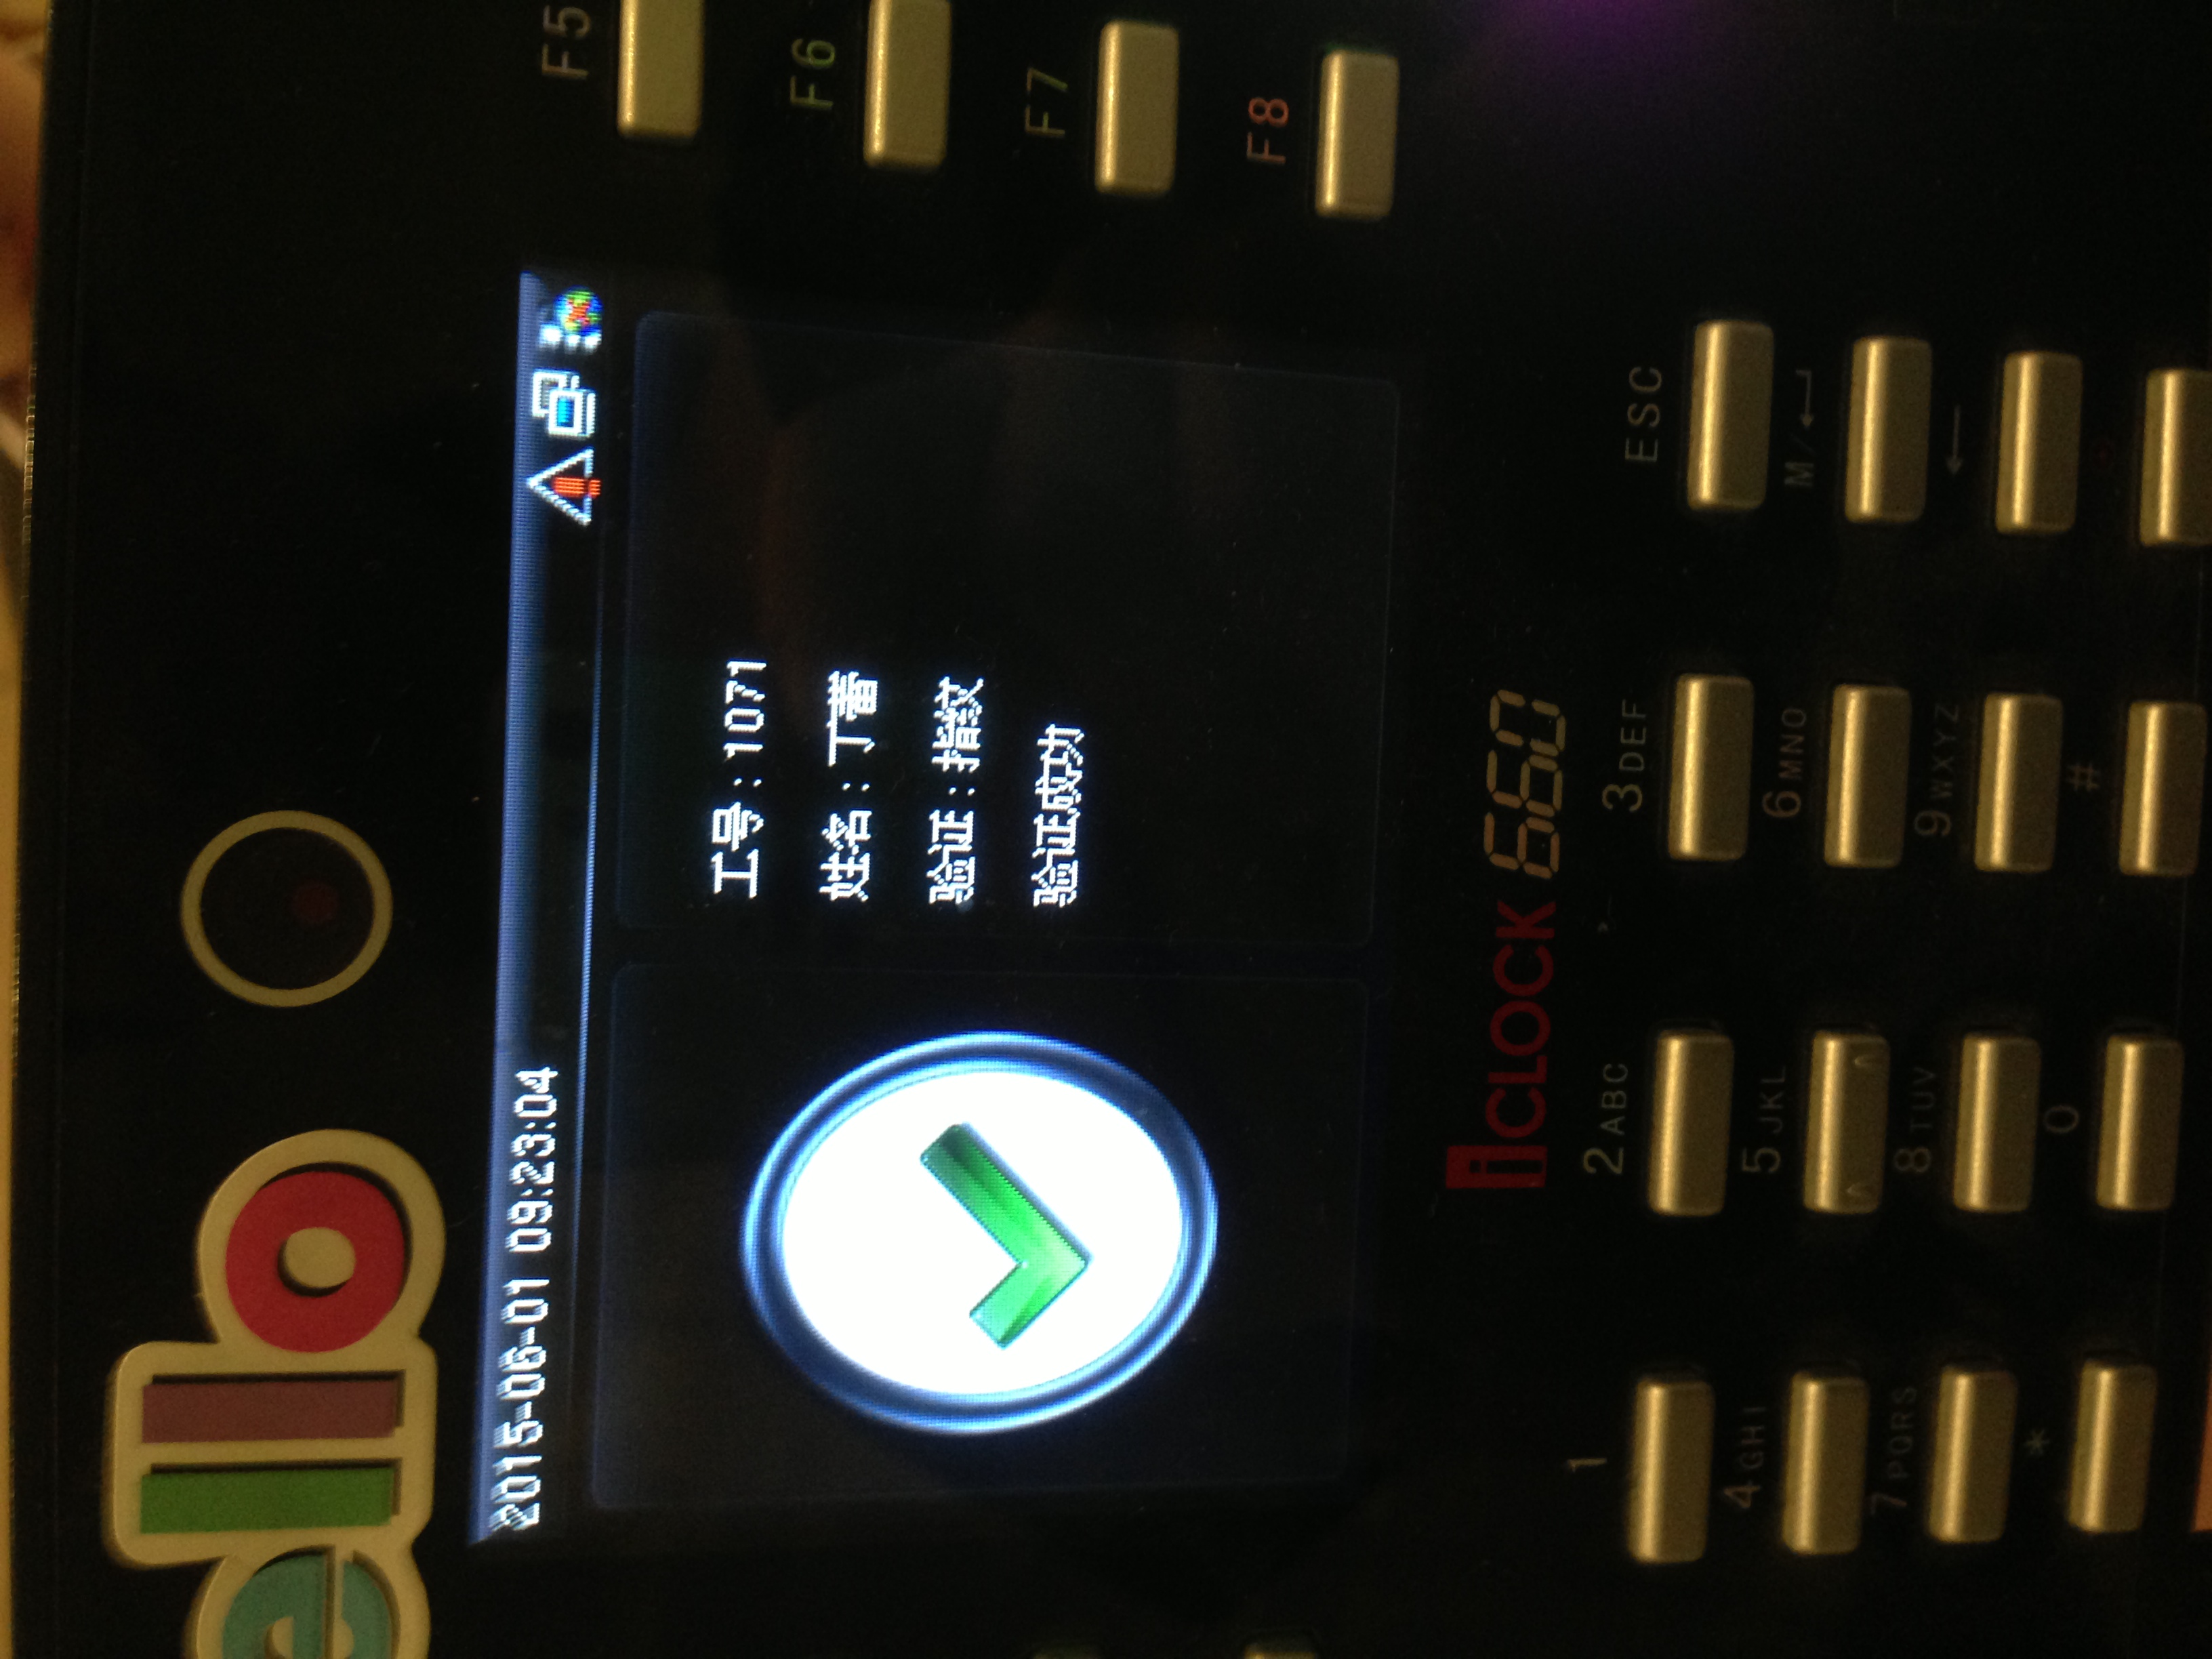 ello
2015-06-01 09:23:04
工号：1071
姓名：丁蕾
验证：指纹
验证成功
F5
F6
F7
F8
iCLOCK 660
1
2 ABC
3 DEF
ESC
4 GHI
5 JKL
6 MNO
M/←
7 PQRS
8 TUV
9 WXYZ
←
*
0
#